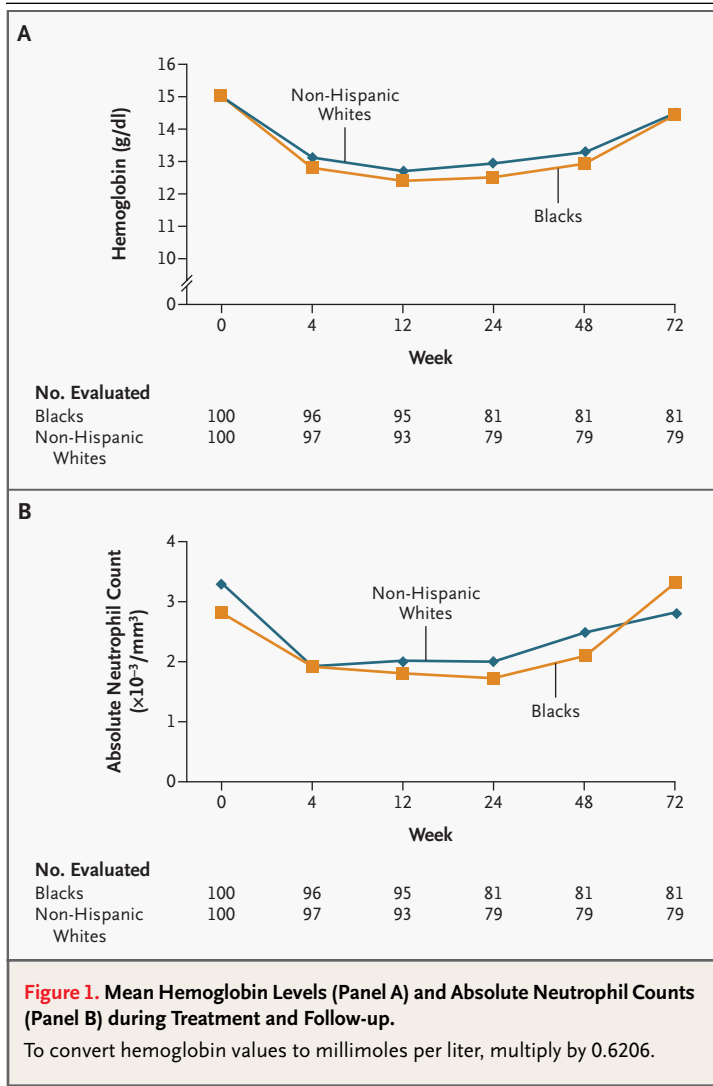 A
16
15
14
13
12
11
10
0
Hemoglobin (g/dl)
Non-Hispanic
Whites
Blacks
0 4 12 24 48 72
Week
No. Evaluated
Blacks 100 96 95 81 81 81
Non-Hispanic 100 97 93 79 79 79
Whites
B
4
3
2
1
0
Absolute Neutrophil Count
(×10⁻³/mm³)
Non-Hispanic
Whites
Blacks
0 4 12 24 48 72
Week
No. Evaluated
Blacks 100 96 95 81 81 81
Non-Hispanic 100 97 93 79 79 79
Whites
Figure 1. Mean Hemoglobin Levels (Panel A) and Absolute Neutrophil Counts
(Panel B) during Treatment and Follow-up.
To convert hemoglobin values to millimoles per liter, multiply by 0.6206.